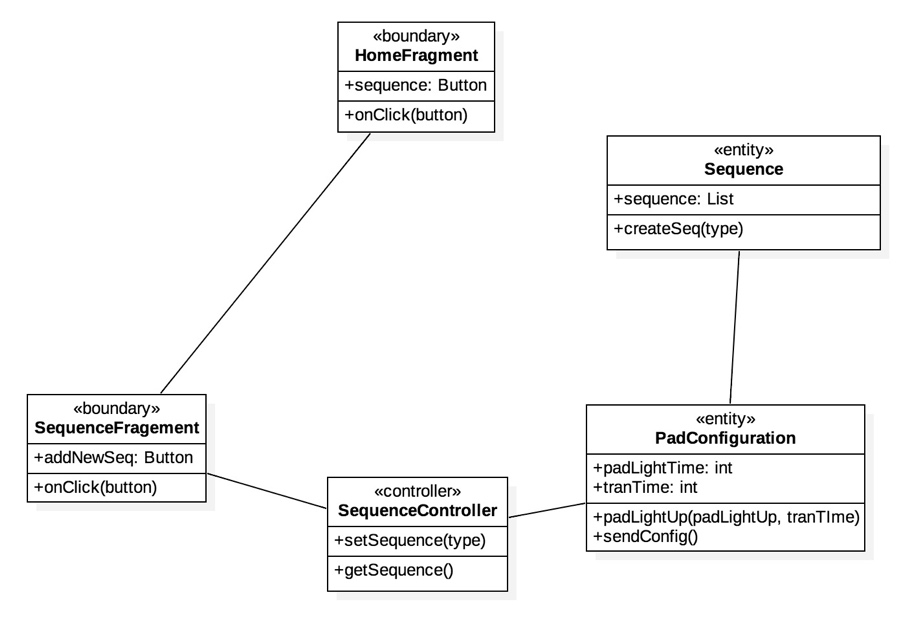 «boundary»
HomeFragment
+sequence: Button
+onClick(button)
«entity»
Sequence
+sequence: List
+createSeq(type)
«boundary»
SequenceFragement
+addNewSeq: Button
+onClick(button)
«controller»
SequenceController
+setSequence(type)
+getSequence()
«entity»
PadConfiguration
+padLightTime: int
+tranTime: int
+padLightUp(padLightUp, tranTIme)
+sendConfig()